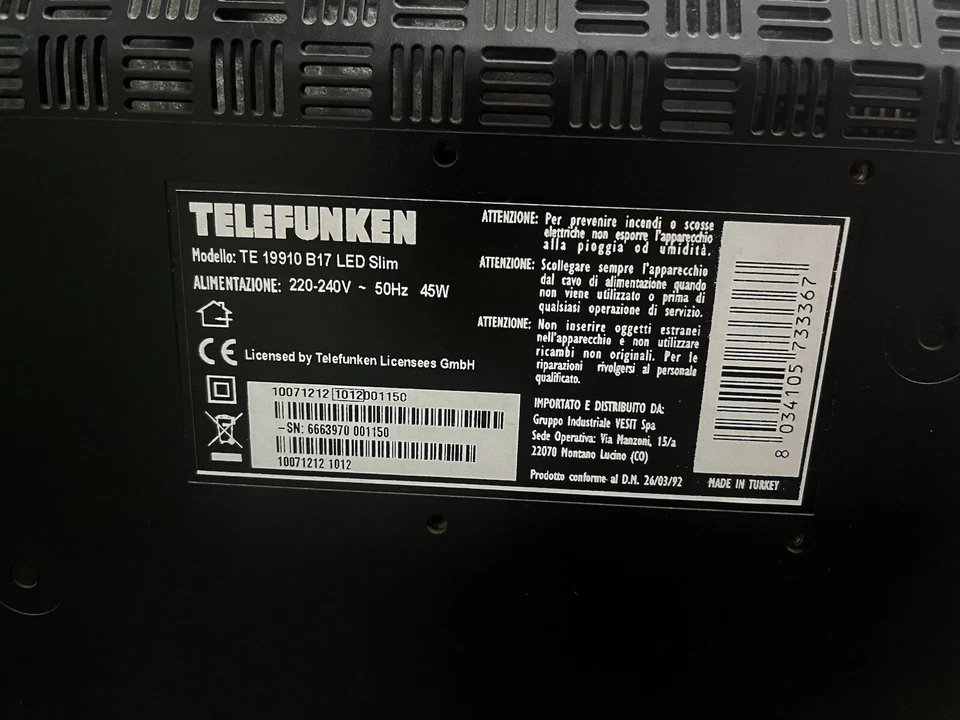 TELEFUNKEN
Modello: TE 19910 B17 LED Slim
ALIMENTAZIONE: 220-240V ~ 50Hz 45W
CE
Licensed by Telefunken Licensees GmbH
10071212 1012 001150
-SN: 6663970 001150
10071212 1012
ATTENZIONE: Per prevenire incendi o scosse
elettriche non esporre l'apparecchio
alla pioggia od umidità.
ATTENZIONE: Scollegare sempre l'apparecchio
dal cavo di alimentazione quando
non viene utilizzato o prima di
qualsiasi operazione di servizio.
ATTENZIONE: Non inserire oggetti estranei
nell'apparecchio e non utilizzare
ricambi non originali. Per le
riparazioni rivolgersi al personale
qualificato.
IMPORTATO E DISTRIBUITO DA:
Gruppo Industriale VESIT Spa
Sede Operativa: Via Manzoni, 15/a
22070 Montano Lucino (CO)
Prodotto conforme al D.M. 26/03/92
8 034105 733367
MADE IN TURKEY